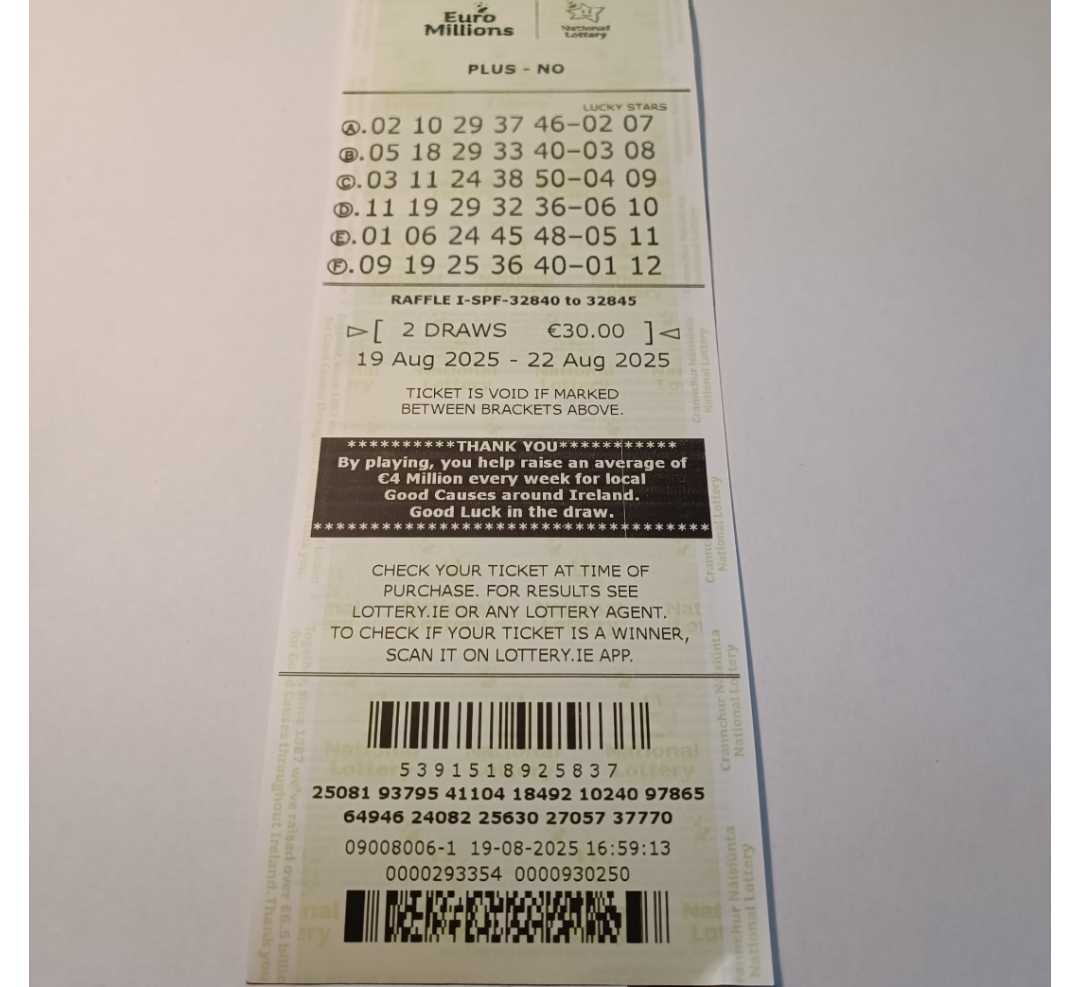 Euro
Millions
National
Lottery
PLUS - NO
LUCKY STARS
A. 02 10 29 37 46-02 07
B. 05 18 29 33 40-03 08
C. 03 11 24 38 50-04 09
D. 11 19 29 32 36-06 10
E. 01 06 24 45 48-05 11
F. 09 19 25 36 40-01 12
RAFFLE I-SPF-32840 to 32845
[ 2 DRAWS €30.00 ]
19 Aug 2025 - 22 Aug 2025
TICKET IS VOID IF MARKED
BETWEEN BRACKETS ABOVE.
**********THANK YOU***********
By playing, you help raise an average of
€4 Million every week for local
Good Causes around Ireland.
Good Luck in the draw.
************************************
CHECK YOUR TICKET AT TIME OF
PURCHASE. FOR RESULTS SEE
LOTTERY.IE OR ANY LOTTERY AGENT.
TO CHECK IF YOUR TICKET IS A WINNER,
SCAN IT ON LOTTERY.IE APP.
5391518925837
25081 93795 41104 18492 10240 97865
64946 24082 25630 27057 37770
09008006-1 19-08-2025 16:59:13
0000293354 0000930250
Crannchur Náisiúnta
National Lottery